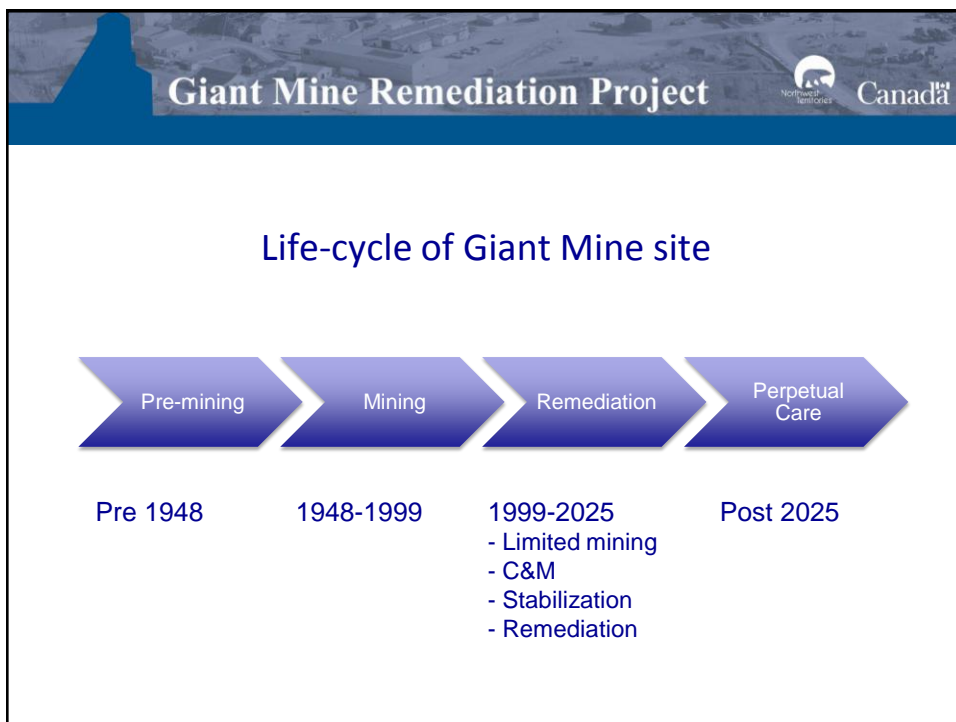 Giant Mine Remediation Project
Northwest
Territories
Canada
Life-cycle of Giant Mine site
Pre-mining
Mining
Remediation
Perpetual
Care
Pre 1948
1948-1999
1999-2025
- Limited mining
- C&M
- Stabilization
- Remediation
Post 2025